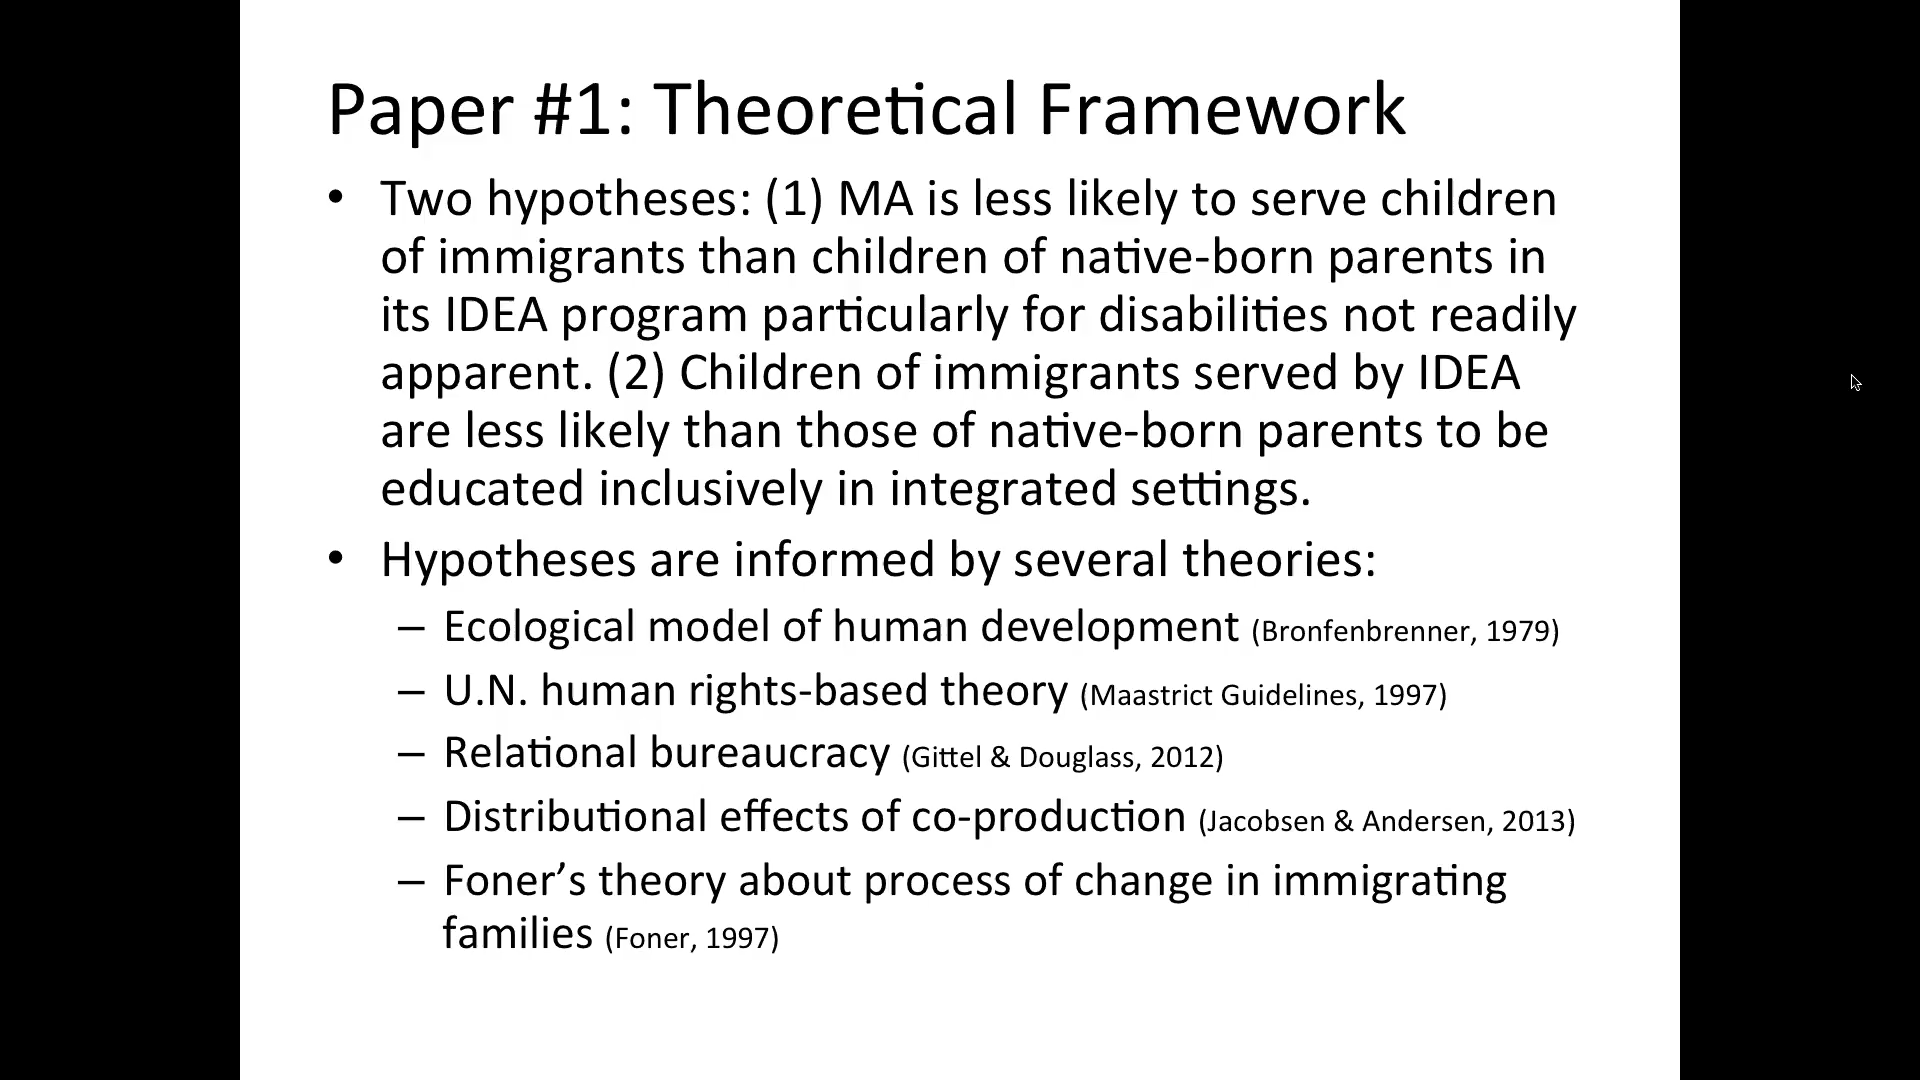 Paper #1: Theoretical Framework
• Two hypotheses: (1) MA is less likely to serve children
of immigrants than children of native-born parents in
its IDEA program particularly for disabilities not readily
apparent. (2) Children of immigrants served by IDEA
are less likely than those of native-born parents to be
educated inclusively in integrated settings.
• Hypotheses are informed by several theories:
– Ecological model of human development (Bronfenbrenner, 1979)
– U.N. human rights-based theory (Maastrict Guidelines, 1997)
– Relational bureaucracy (Gittel & Douglass, 2012)
– Distributional effects of co-production (Jacobsen & Andersen, 2013)
– Foner’s theory about process of change in immigrating
families (Foner, 1997)